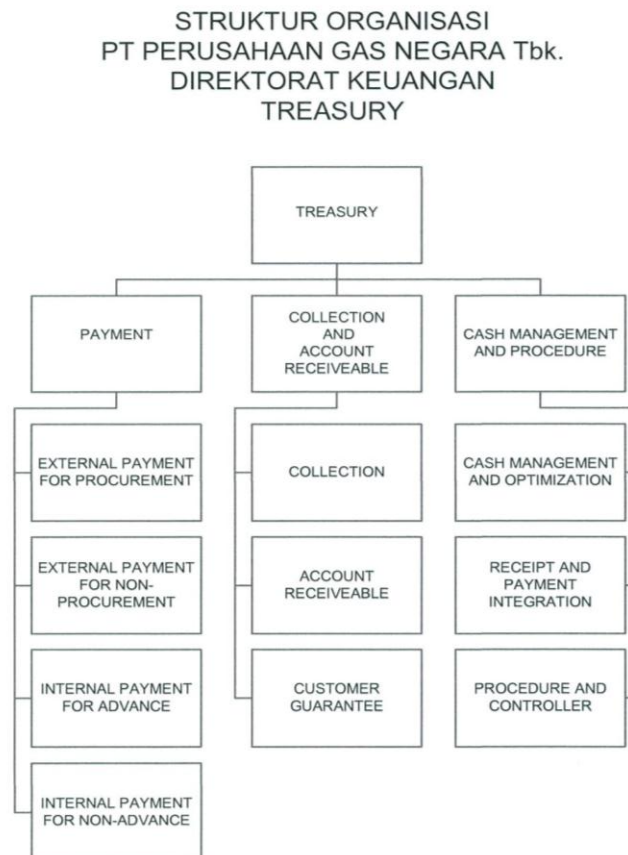 STRUKTUR ORGANISASI
PT PERUSAHAAN GAS NEGARA Tbk.
DIREKTORAT KEUANGAN
TREASURY
TREASURY
PAYMENT
COLLECTION
AND
ACCOUNT
RECEIVEABLE
CASH MANAGEMENT
AND PROCEDURE
EXTERNAL PAYMENT
FOR PROCUREMENT
COLLECTION
CASH MANAGEMENT
AND OPTIMIZATION
EXTERNAL PAYMENT
FOR NON-
PROCUREMENT
ACCOUNT
RECEIVEABLE
RECEIPT AND
PAYMENT
INTEGRATION
INTERNAL PAYMENT
FOR ADVANCE
CUSTOMER
GUARANTEE
PROCEDURE AND
CONTROLLER
INTERNAL PAYMENT
FOR NON-ADVANCE